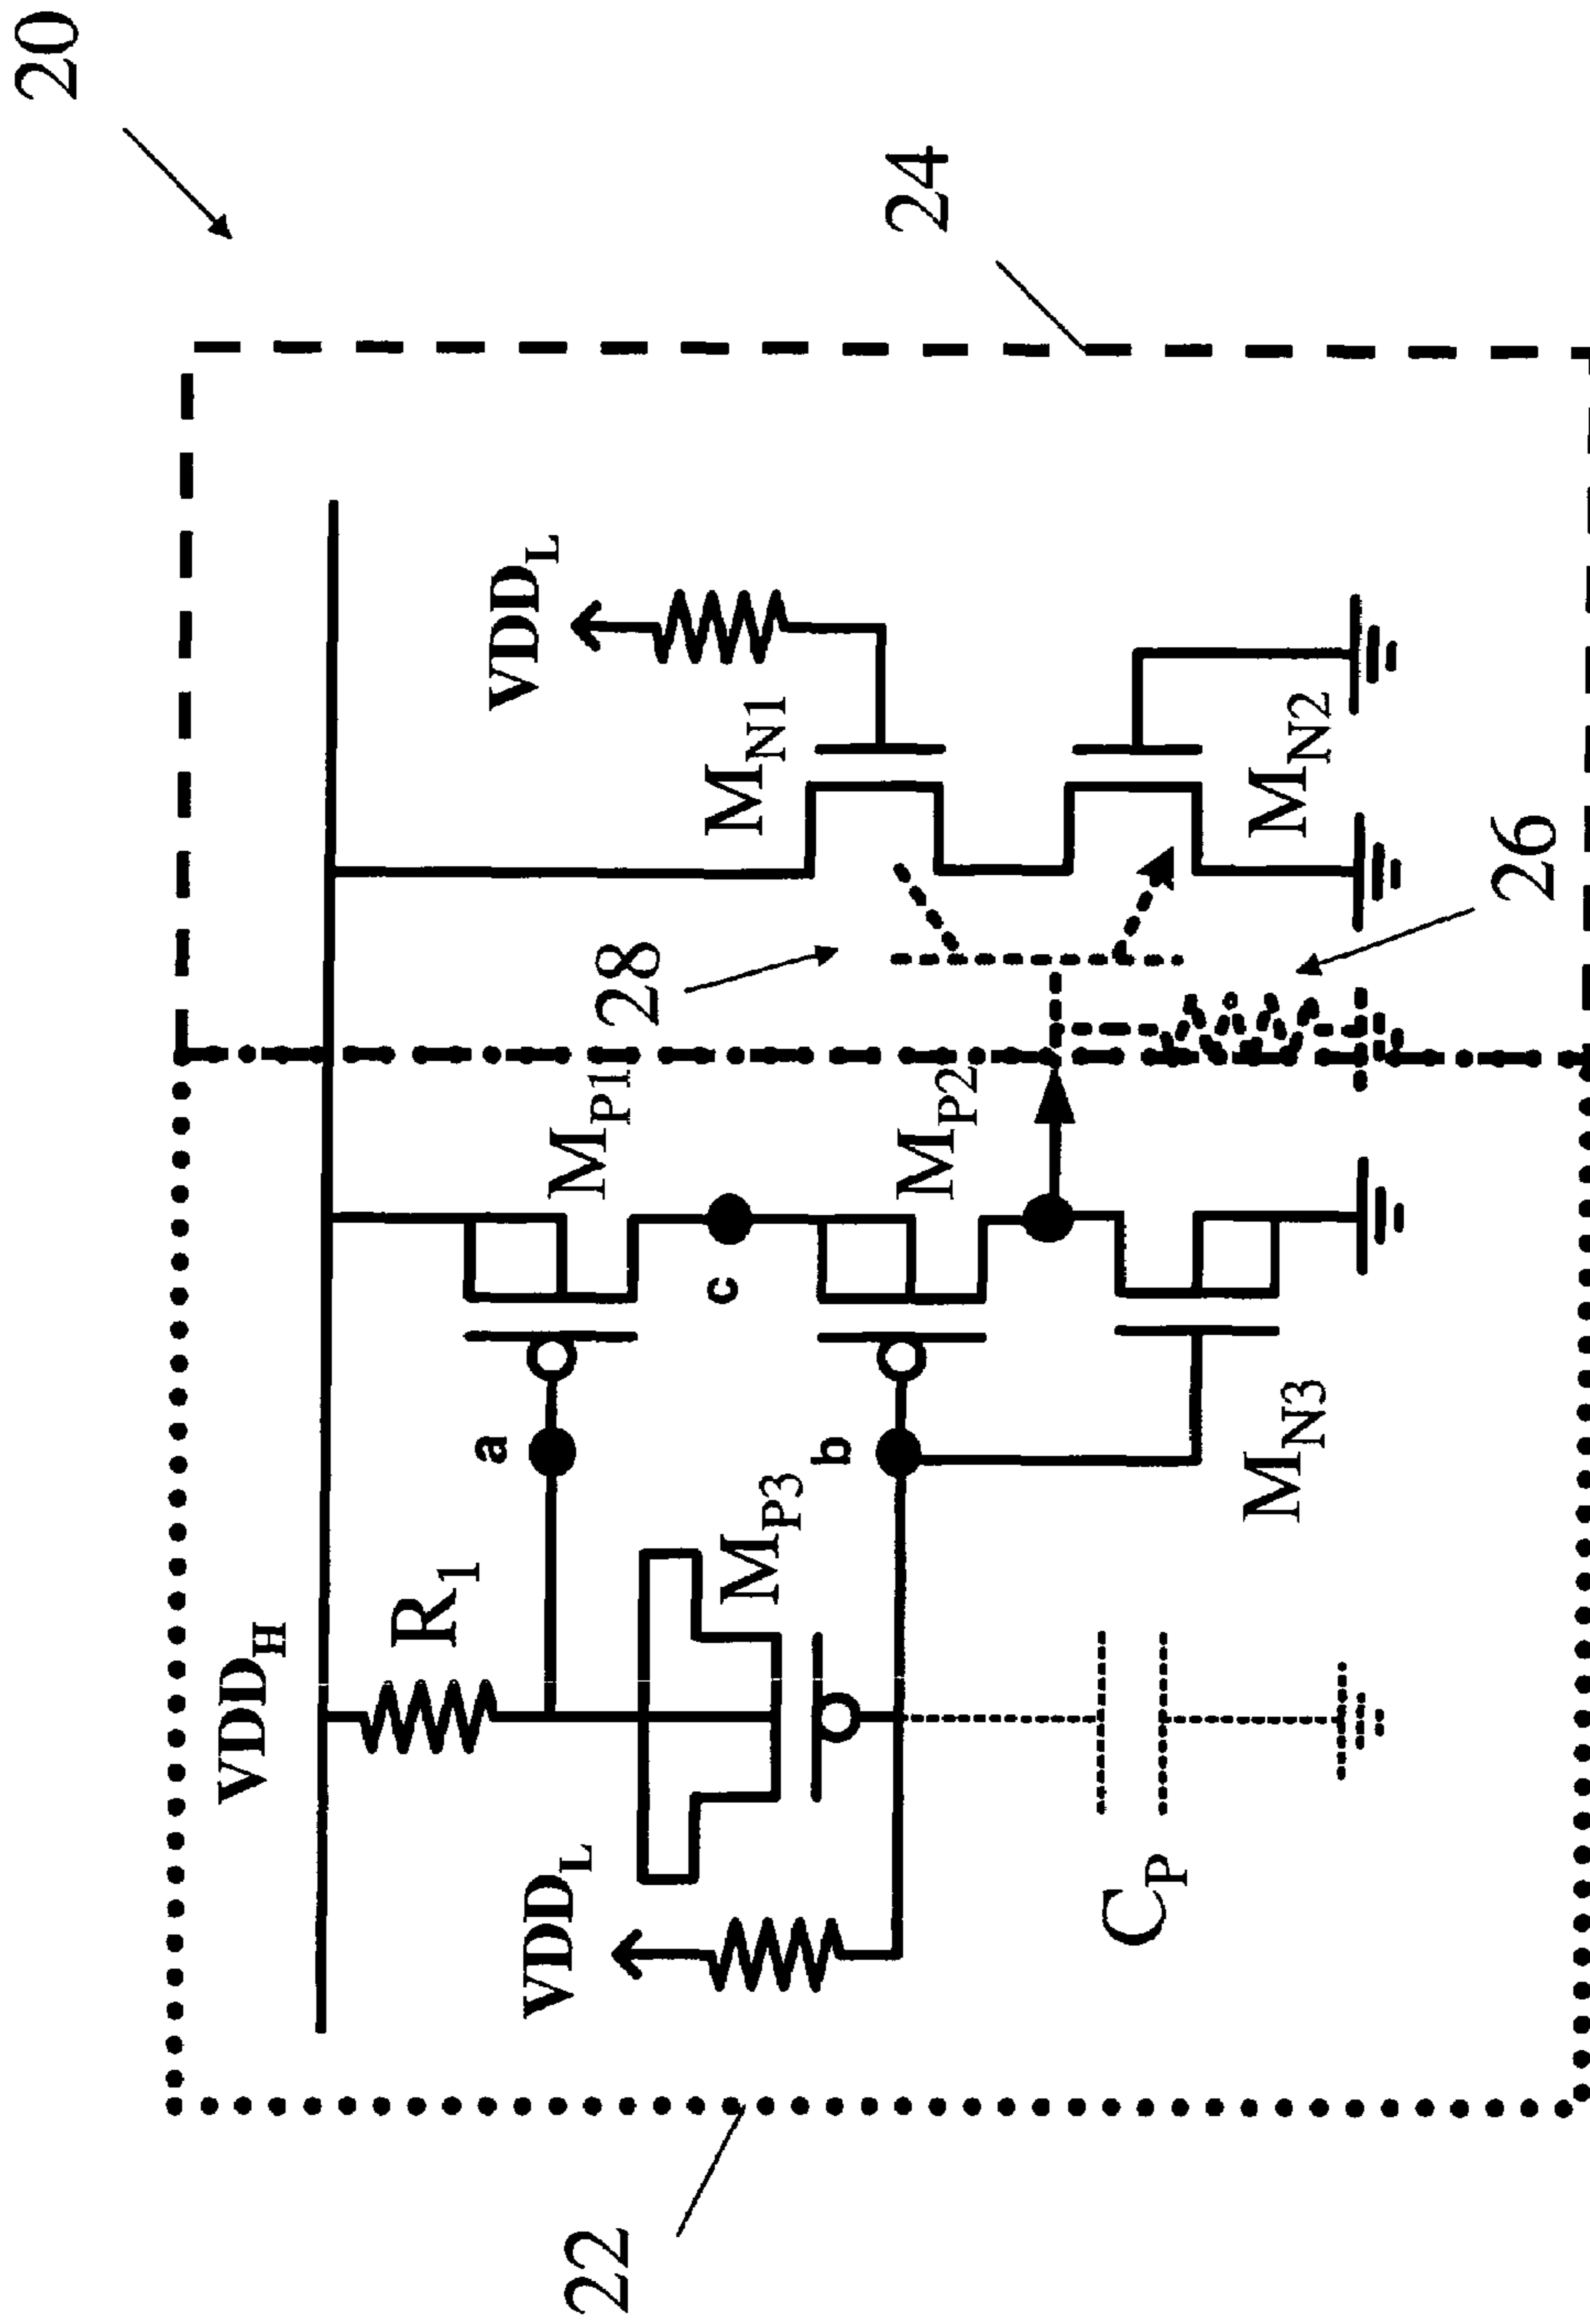 20
24
VDD_H
R_1
VDD_L
M_P3
a
b
c
M_P1
M_P2
M_N3
C_P
28
26
M_N1
M_N2
VDD_L
22